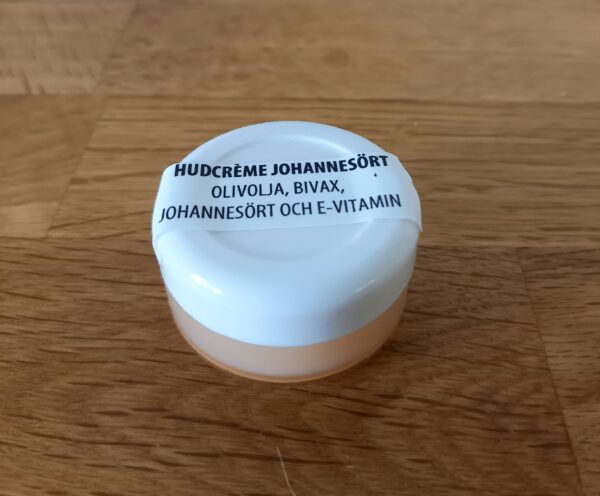 HUDCRÈME JOHANNESÖRT
OLIVOLJA, BIVAX,
JOHANNESÖRT OCH E-VITAMIN